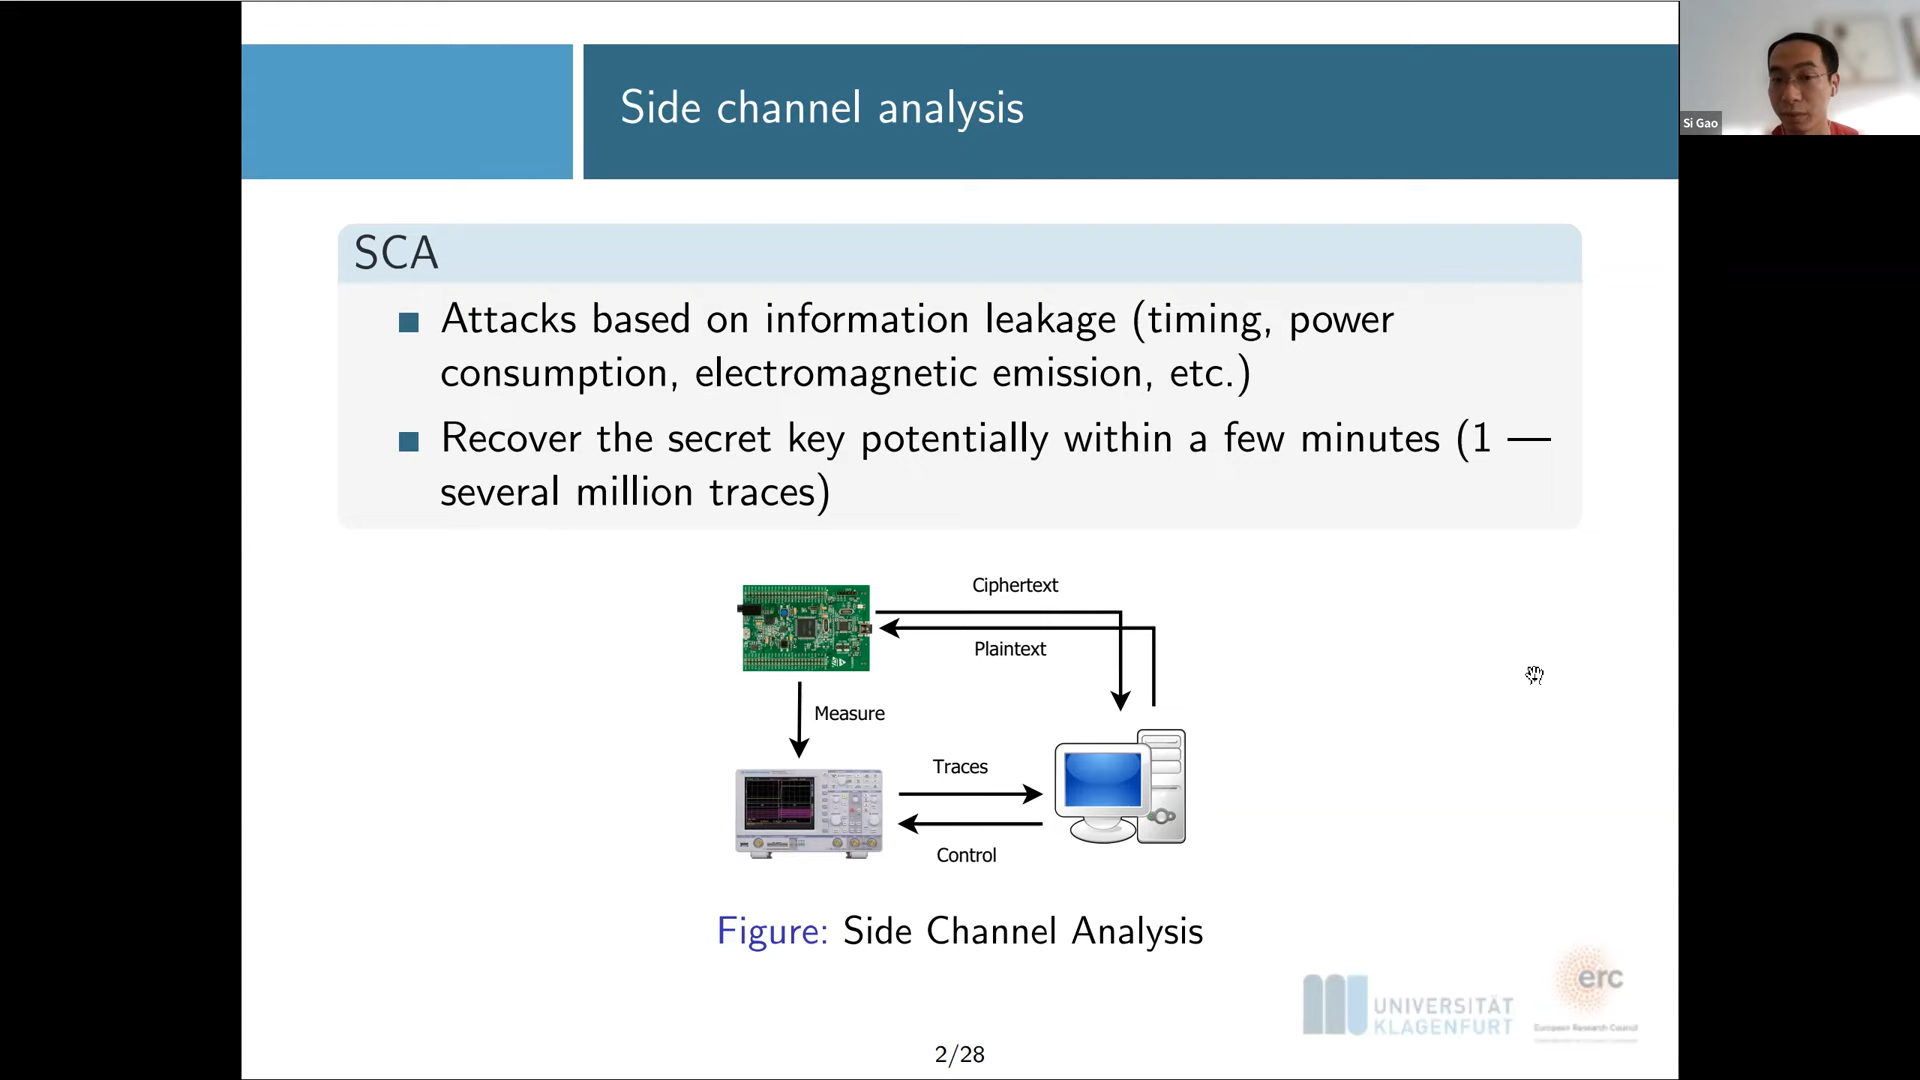 Side channel analysis
Si Gao
SCA
Attacks based on information leakage (timing, power
consumption, electromagnetic emission, etc.)
Recover the secret key potentially within a few minutes (1 —
several million traces)
Ciphertext
Plaintext
Measure
Traces
Control
Figure: Side Channel Analysis
UNIVERSITÄT
KLAGENFURT
erc
European Research Council
2/28